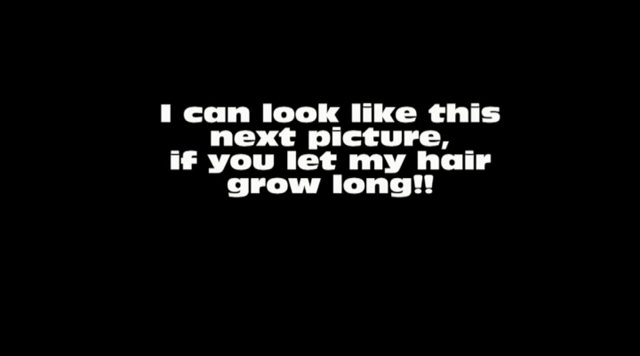 I can look like this
next picture,
if you let my hair
grow long!!